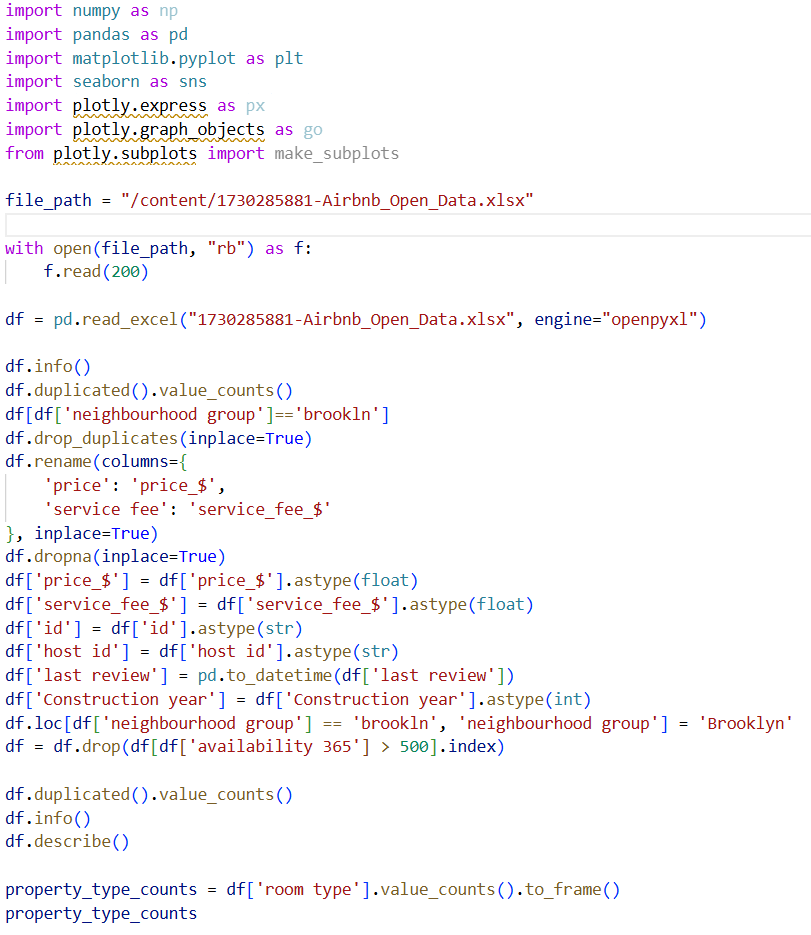 import numpy as np
import pandas as pd
import matplotlib.pyplot as plt
import seaborn as sns
import plotly.express as px
import plotly.graph_objects as go
from plotly.subplots import make_subplots

file_path = "/content/1730285881-Airbnb_Open_Data.xlsx"

with open(file_path, "rb") as f:
    f.read(200)

df = pd.read_excel("1730285881-Airbnb_Open_Data.xlsx", engine="openpyxl")

df.info()
df.duplicated().value_counts()
df[df['neighbourhood group']=='brookln']
df.drop_duplicates(inplace=True)
df.rename(columns={
    'price': 'price_$',
    'service fee': 'service_fee_$'
}, inplace=True)
df.dropna(inplace=True)
df['price_$'] = df['price_$'].astype(float)
df['service_fee_$'] = df['service_fee_$'].astype(float)
df['id'] = df['id'].astype(str)
df['host id'] = df['host id'].astype(str)
df['last review'] = pd.to_datetime(df['last review'])
df['Construction year'] = df['Construction year'].astype(int)
df.loc[df['neighbourhood group'] == 'brookln', 'neighbourhood group'] = 'Brooklyn'
df = df.drop(df[df['availability 365'] > 500].index)

df.duplicated().value_counts()
df.info()
df.describe()

property_type_counts = df['room type'].value_counts().to_frame()
property_type_counts